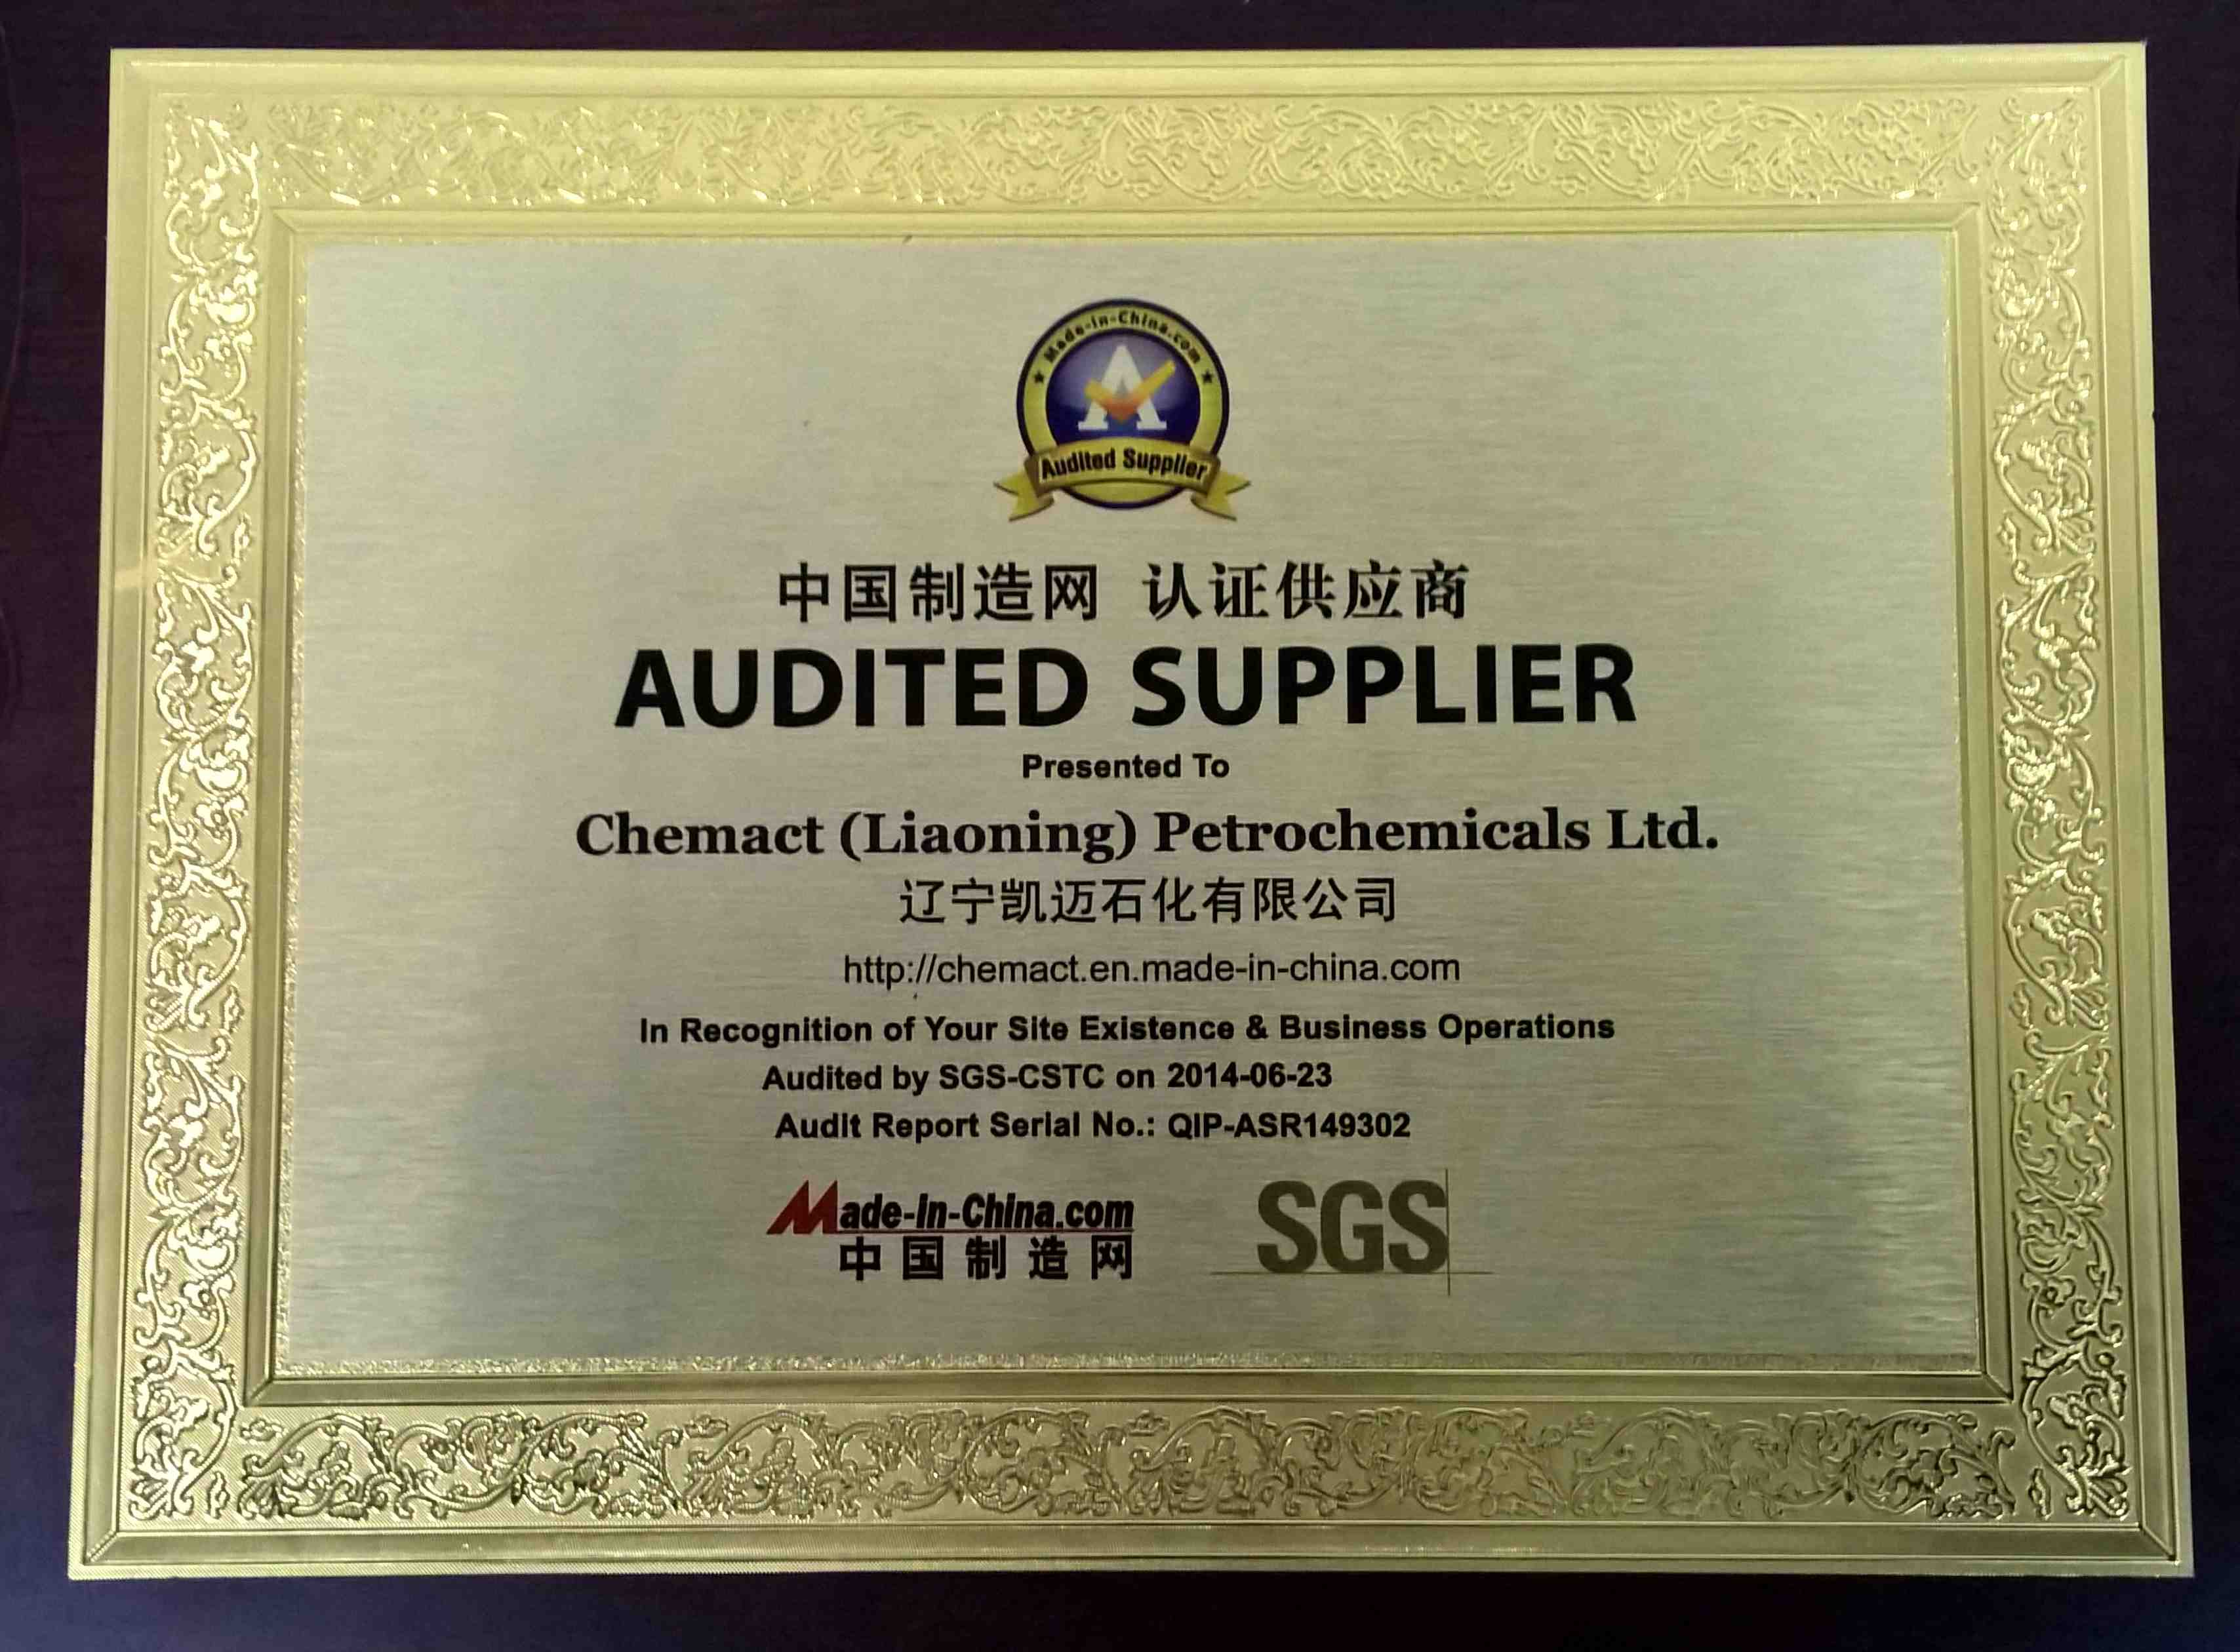 Made-in-China.com
A
Audited Supplier
中国制造网 认证供应商
AUDITED SUPPLIER
Presented To
Chemact (Liaoning) Petrochemicals Ltd.
辽宁凯迈石化有限公司
http://chemact.en.made-in-china.com
In Recognition of Your Site Existence & Business Operations
Audited by SGS-CSTC on 2014-06-23
Audit Report Serial No.: QIP-ASR149302
Made-in-China.com
中国制造网
SGS